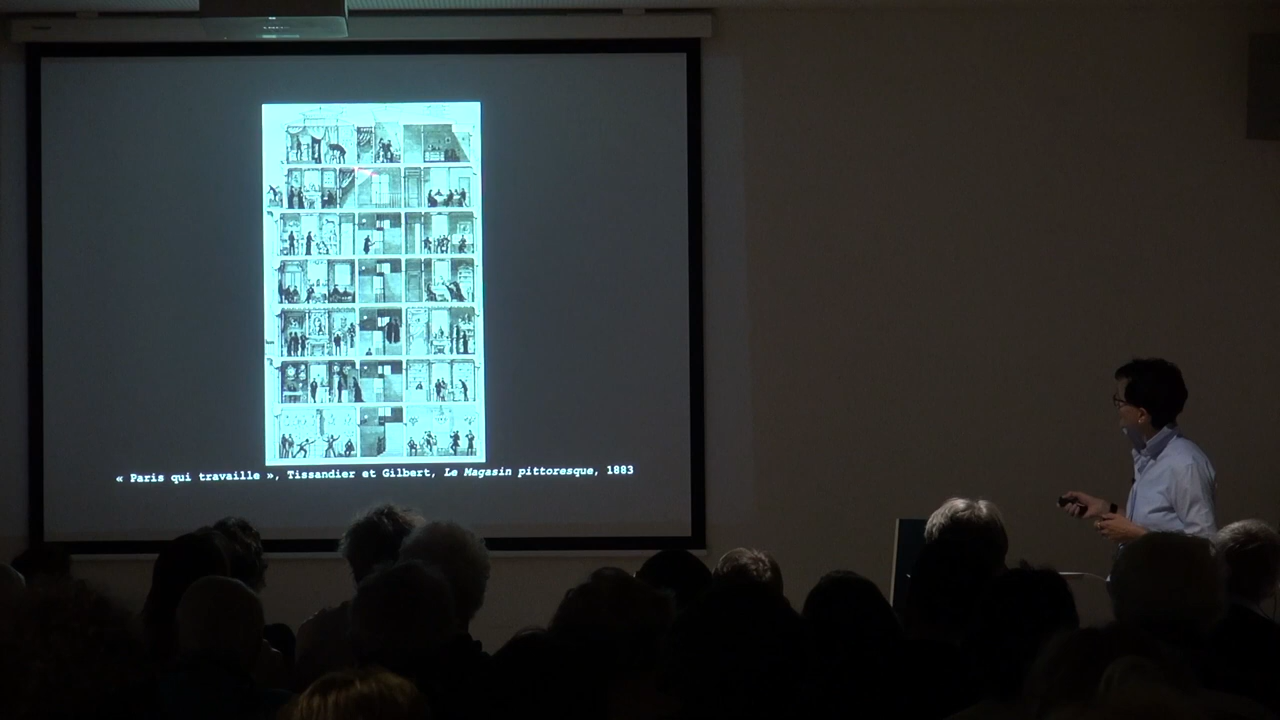 « Paris qui travaille », Tissandier et Gilbert, Le Magasin pittoresque, 1883